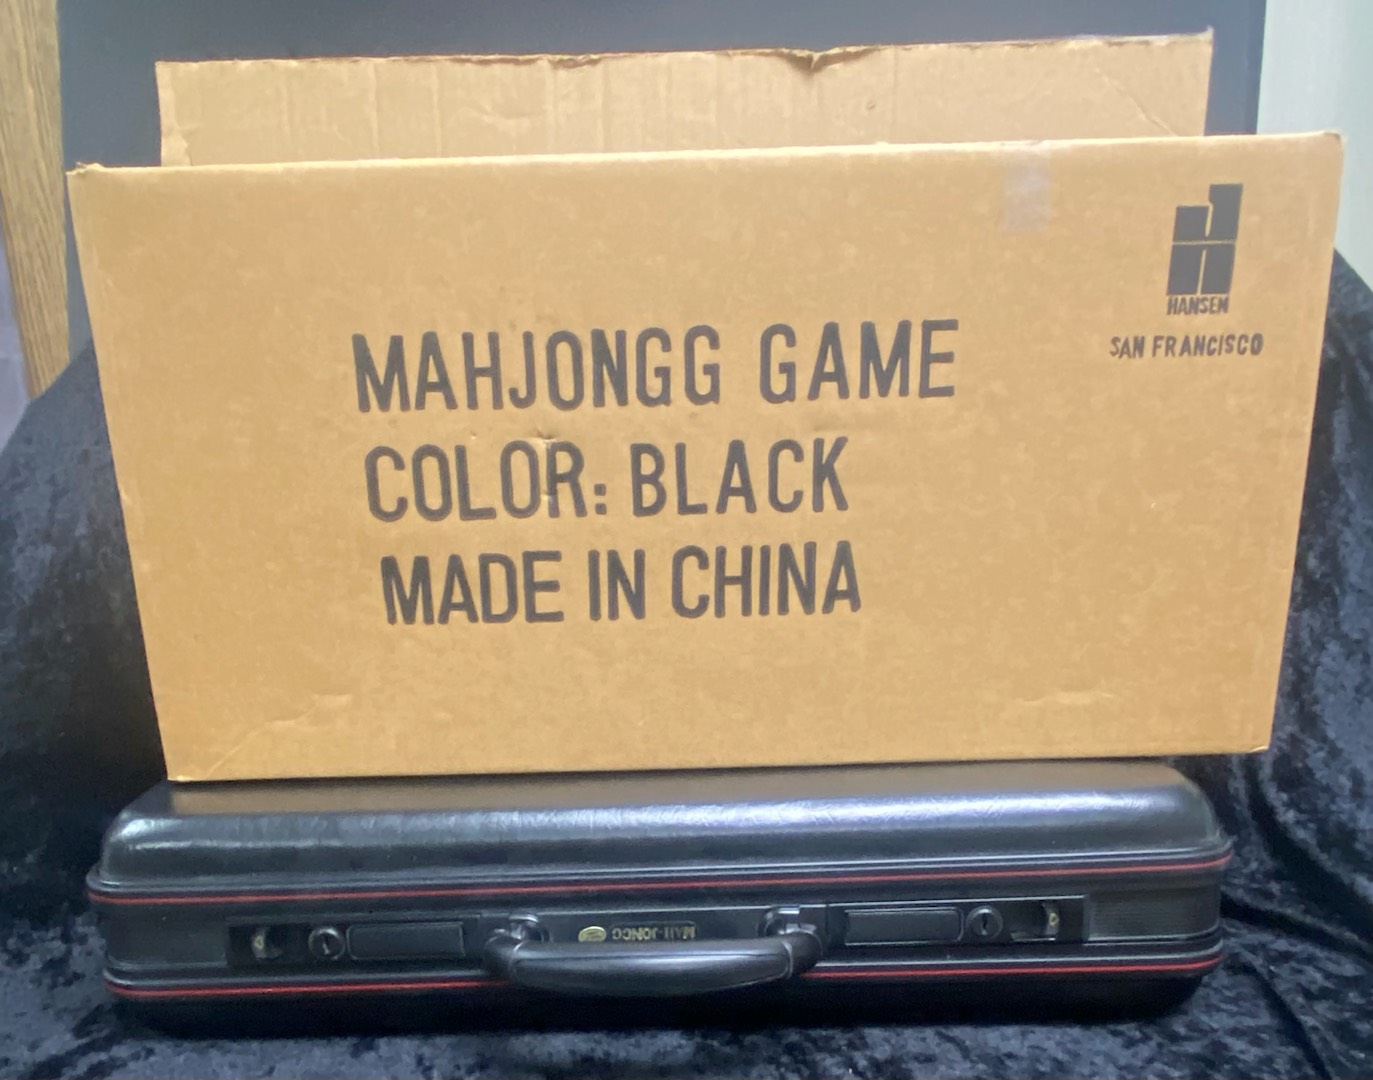 HANSEN
SAN FRANCISCO
MAHJONGG GAME
COLOR: BLACK
MADE IN CHINA
MAH-JONGG